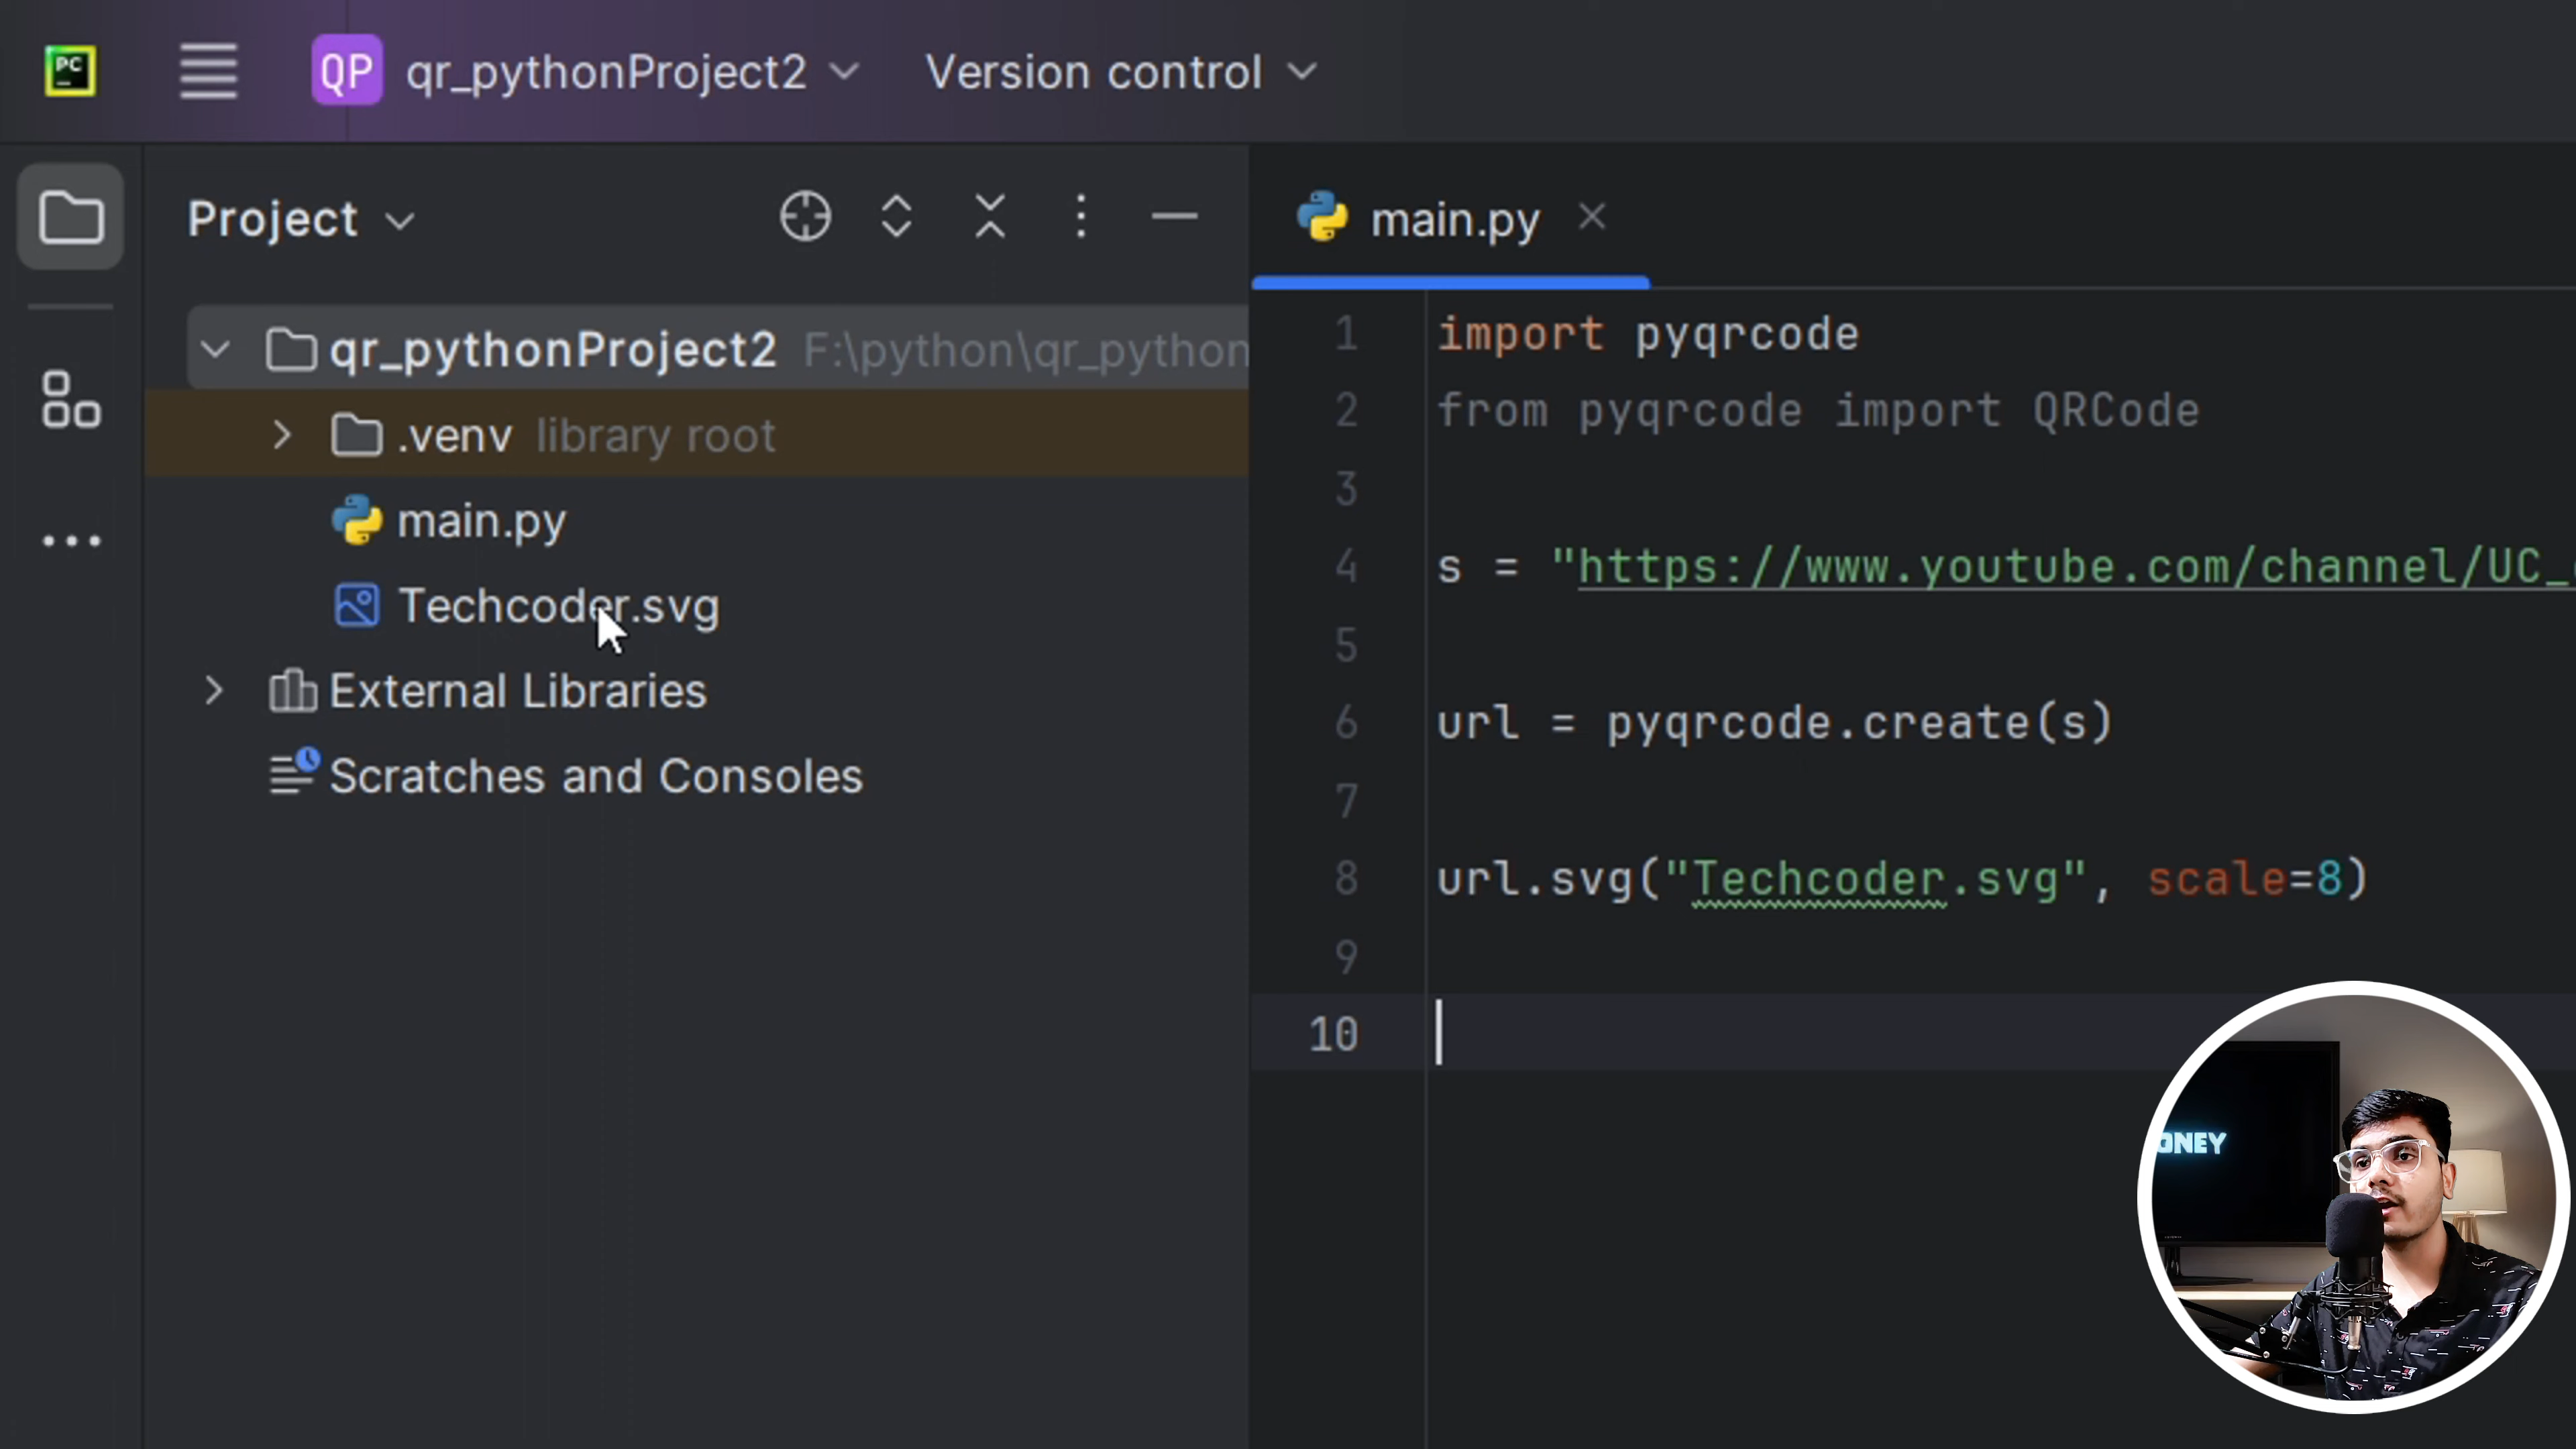 PC
QP qr_pythonProject2 Version control
Project
main.py
qr_pythonProject2 F:\python\qr_python
.venv library root
main.py
Techcoder.svg
External Libraries
Scratches and Consoles
1 import pyqrcode
2 from pyqrcode import QRCode
3
4 s = "https://www.youtube.com/channel/UC_
5
6 url = pyqrcode.create(s)
7
8 url.svg("Techcoder.svg", scale=8)
9
10
ONEY